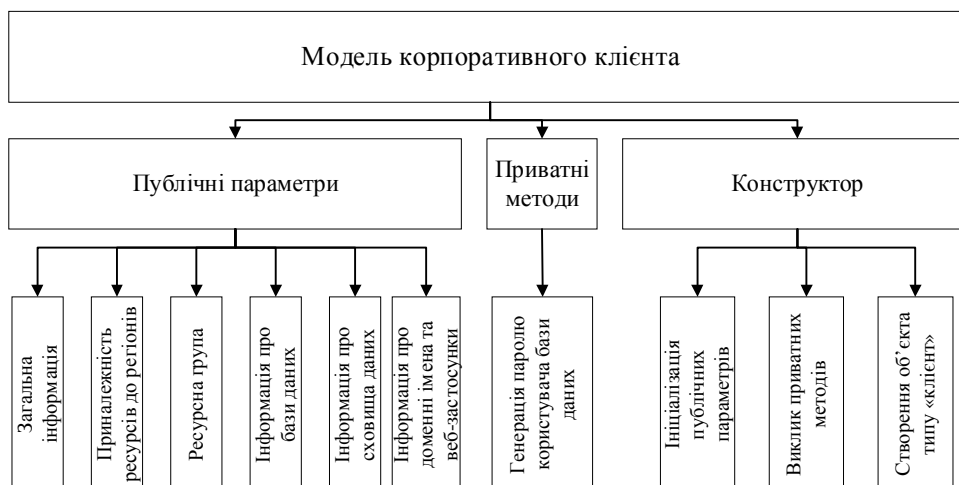 Модель корпоративного клієнта
Публічні параметри
Приватні
методи
Конструктор
Загальна
інформація
Приналежність
ресурсів до регіонів
Ресурсна група
Інформація про
бази даних
Інформація про
сховища даних
Інформація про
доменні імена та
веб-застосунки
Генерація паролю
користувача бази
даних
Ініціалізація
публічних
параметрів
Виклик приватних
методів
Створення об’єкта
типу «клієнт»